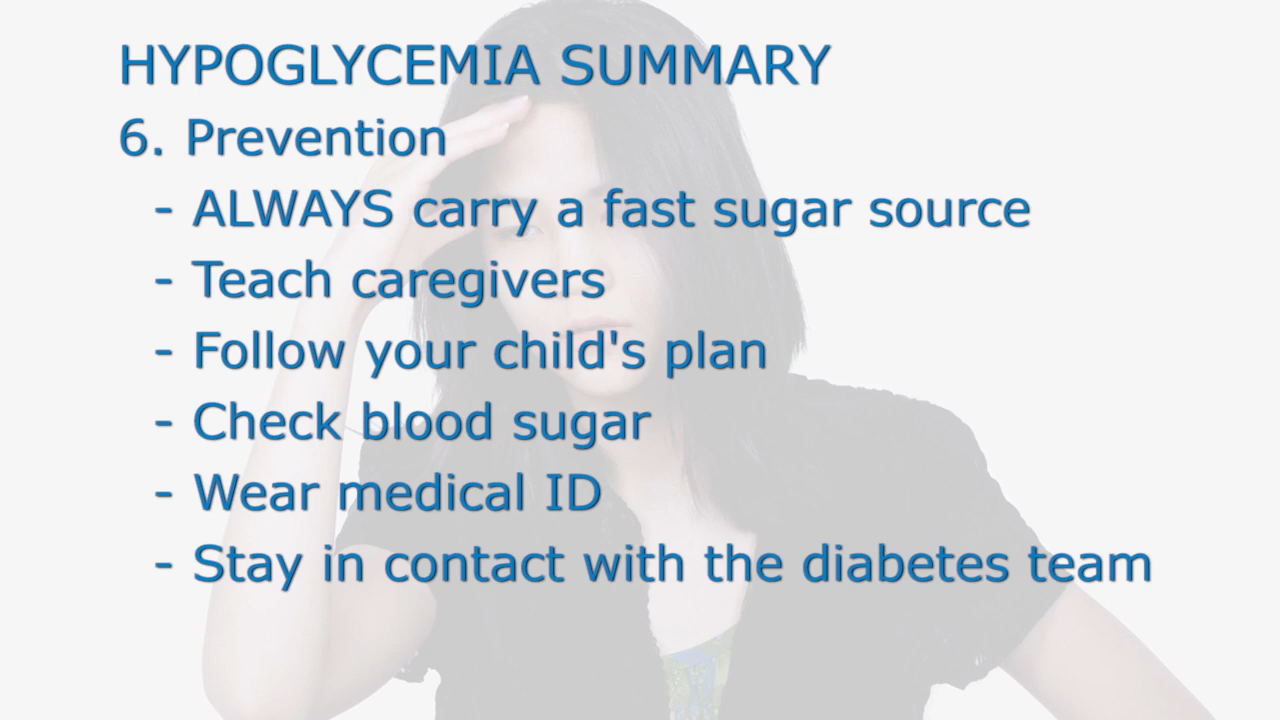 HYPOGLYCEMIA SUMMARY
6. Prevention
- ALWAYS carry a fast sugar source
- Teach caregivers
- Follow your child's plan
- Check blood sugar
- Wear medical ID
- Stay in contact with the diabetes team